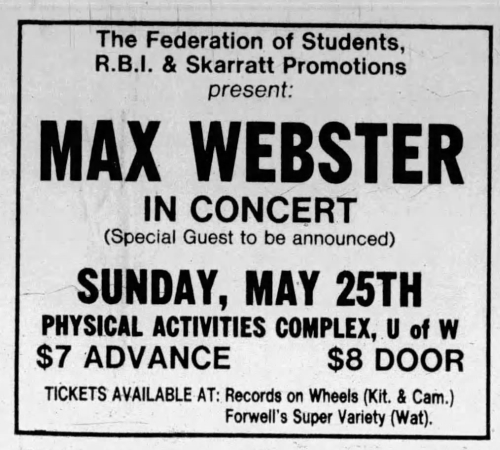 The Federation of Students,
R.B.I. & Skarratt Promotions
present:
MAX WEBSTER
IN CONCERT
(Special Guest to be announced)
SUNDAY, MAY 25TH
PHYSICAL ACTIVITIES COMPLEX, U of W
$7 ADVANCE $8 DOOR
TICKETS AVAILABLE AT: Records on Wheels (Kit. & Cam.)
Forwell's Super Variety (Wat).